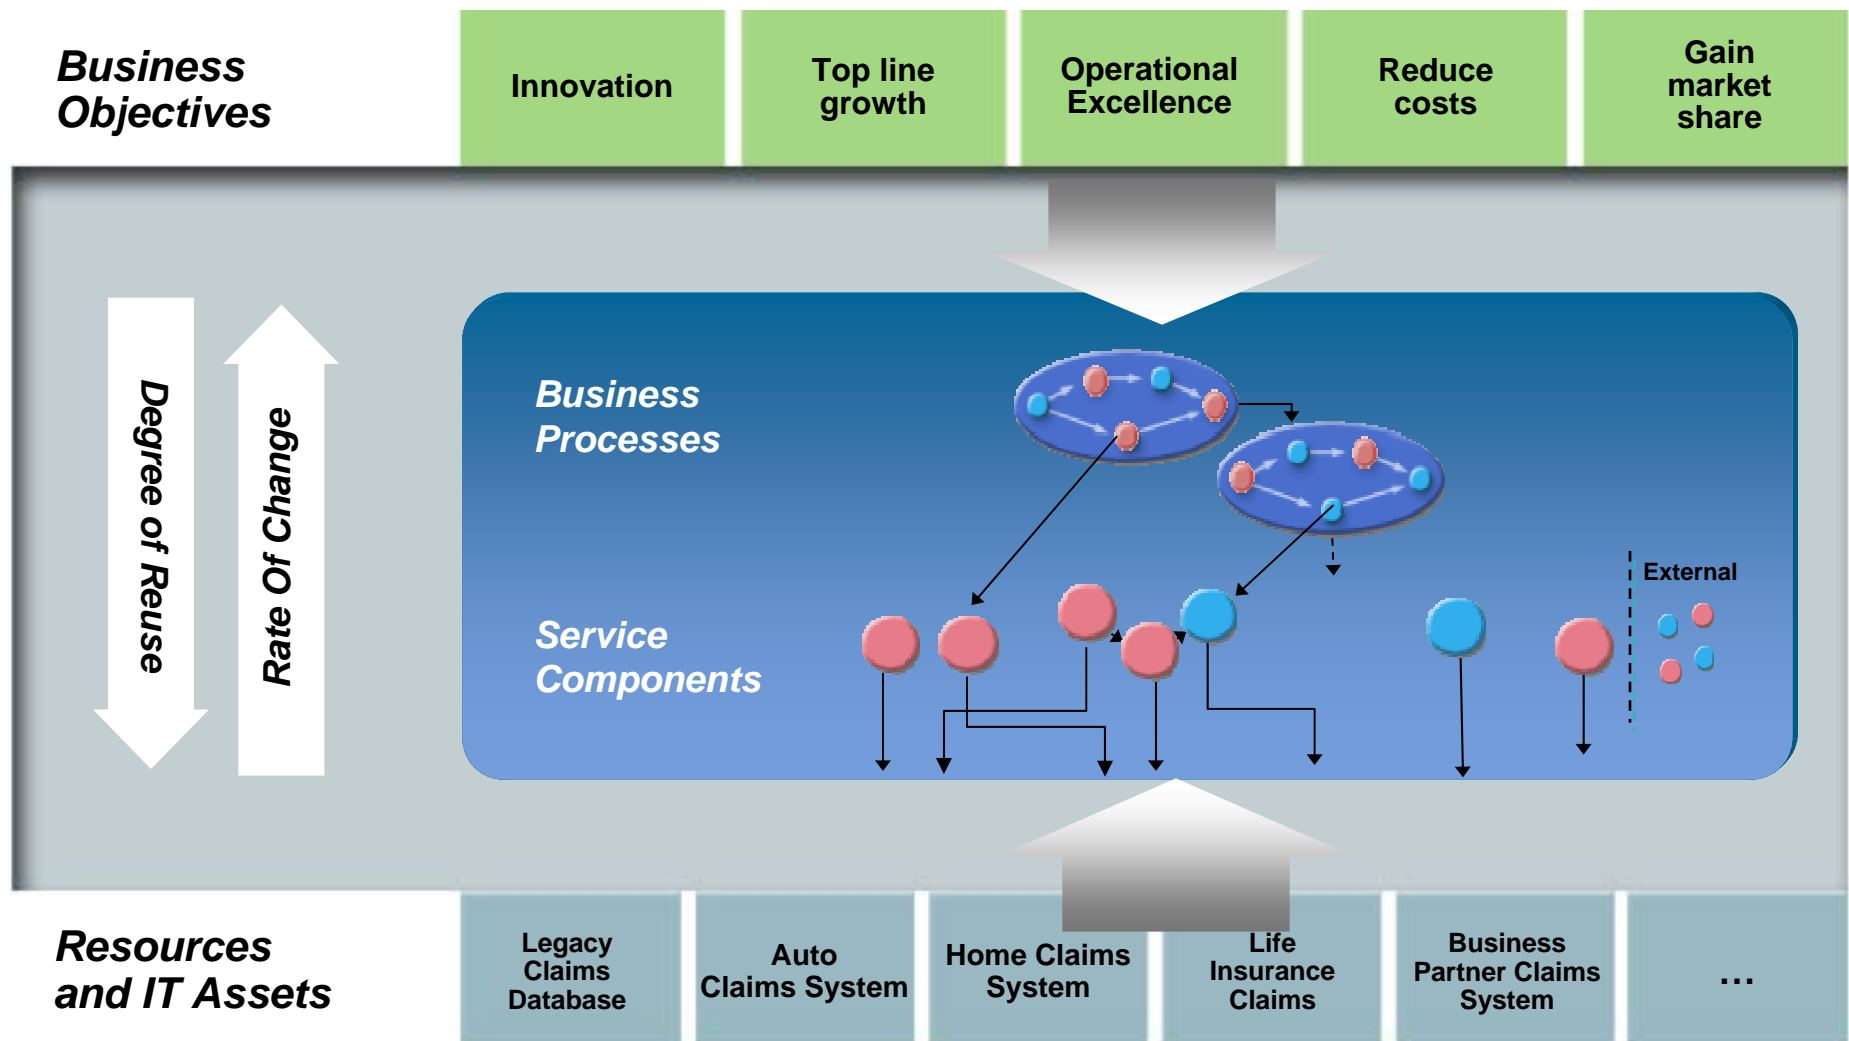 Business
Objectives
Innovation
Top line
growth
Operational
Excellence
Reduce
costs
Gain
market
share
Degree of Reuse
Rate Of Change
Business
Processes
Service
Components
External
Resources
and IT Assets
Legacy
Claims
Database
Auto
Claims System
Home Claims
System
Life
Insurance
Claims
Business
Partner Claims
System
...